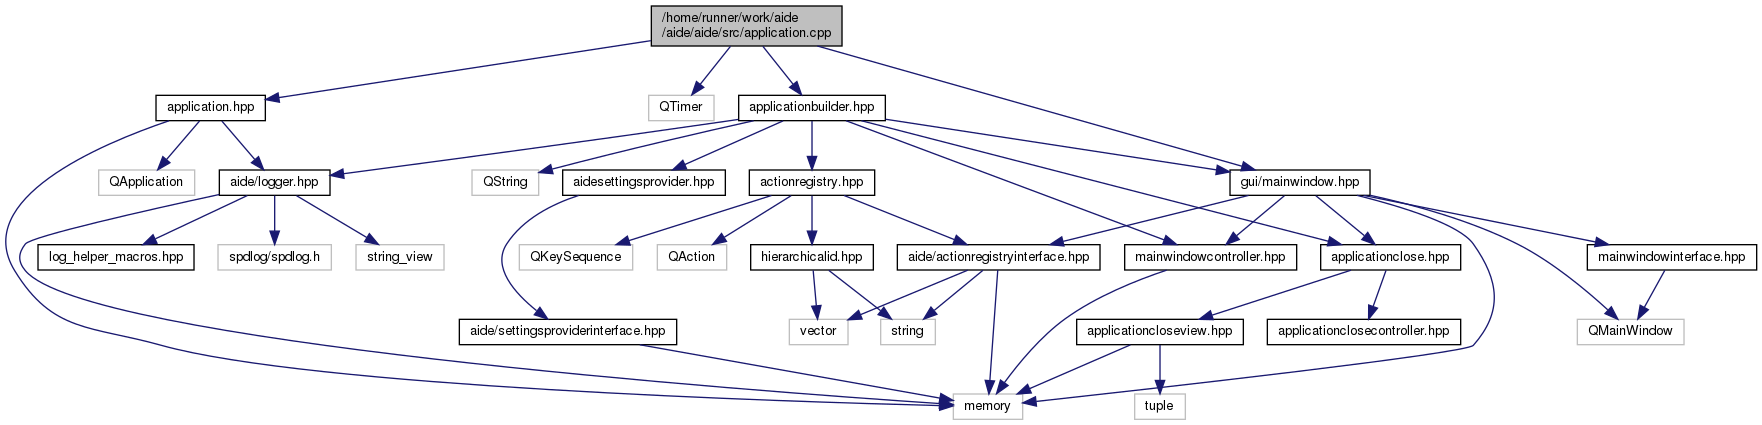 /home/runner/work/aide
/aide/aide/src/application.cpp
application.hpp
QTimer
applicationbuilder.hpp
QApplication
aide/logger.hpp
QString
aidesettingsprovider.hpp
actionregistry.hpp
gui/mainwindow.hpp
log_helper_macros.hpp
spdlog/spdlog.h
string_view
QKeySequence
QAction
hierarchicalid.hpp
aide/actionregistryinterface.hpp
mainwindowcontroller.hpp
applicationclose.hpp
mainwindowinterface.hpp
aide/settingsproviderinterface.hpp
vector
string
applicationcloseview.hpp
applicationclosecontroller.hpp
QMainWindow
memory
tuple